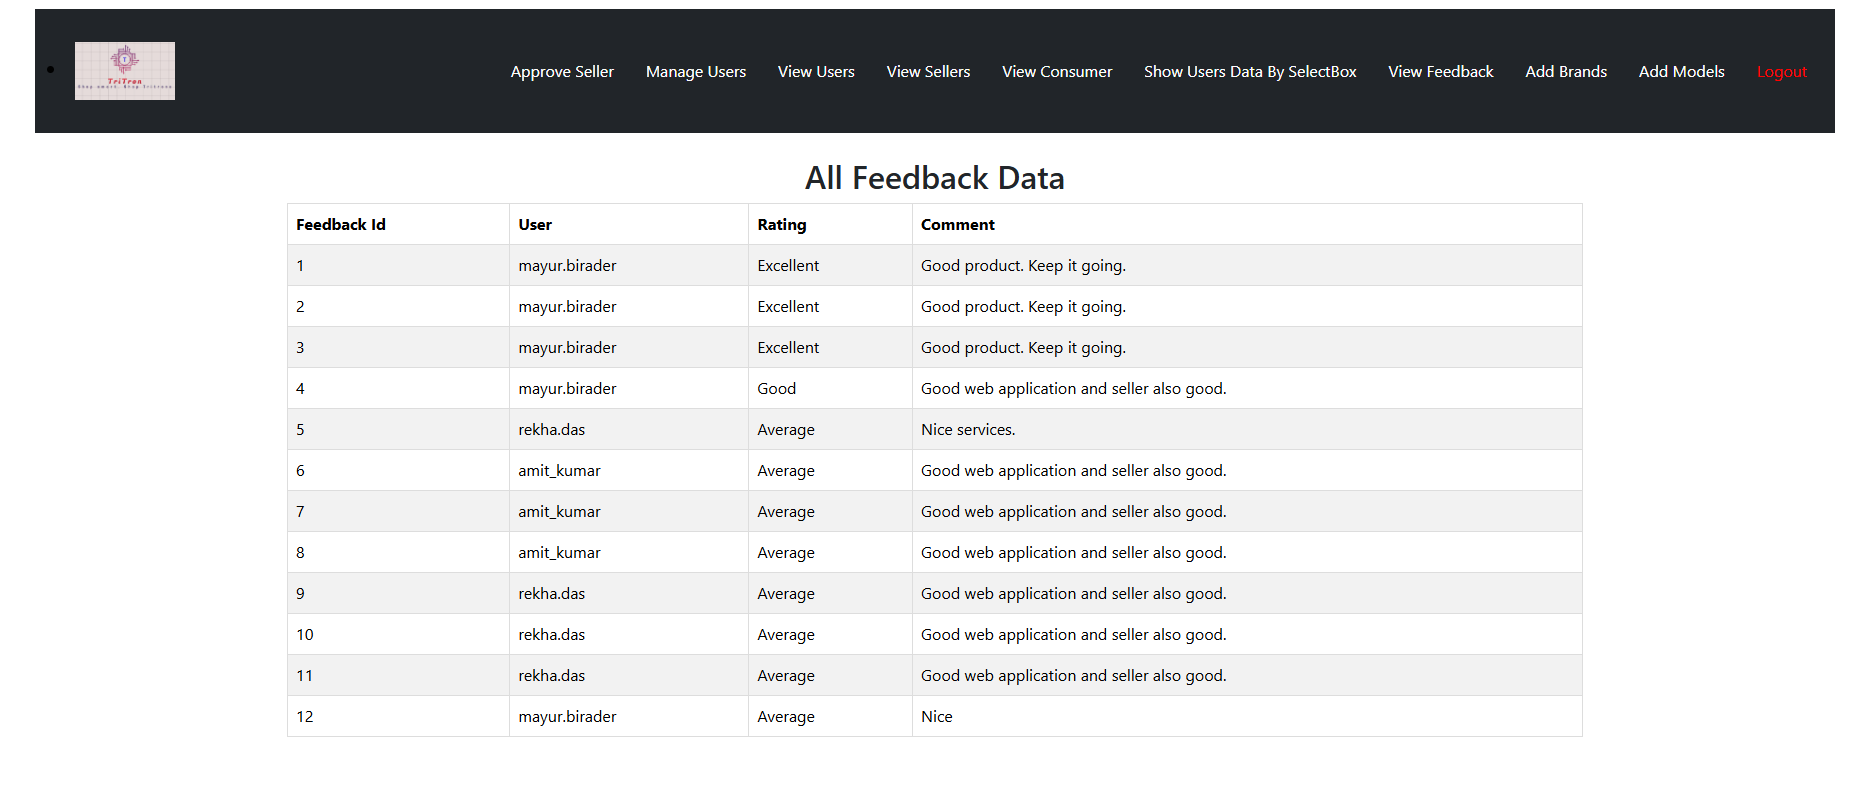 T
TriTron
Approve Seller Manage Users View Users View Sellers View Consumer Show Users Data By SelectBox View Feedback Add Brands Add Models Logout
All Feedback Data
Feedback Id User Rating Comment
1 mayur.birader Excellent Good product. Keep it going.
2 mayur.birader Excellent Good product. Keep it going.
3 mayur.birader Excellent Good product. Keep it going.
4 mayur.birader Good Good web application and seller also good.
5 rekha.das Average Nice services.
6 amit_kumar Average Good web application and seller also good.
7 amit_kumar Average Good web application and seller also good.
8 amit_kumar Average Good web application and seller also good.
9 rekha.das Average Good web application and seller also good.
10 rekha.das Average Good web application and seller also good.
11 rekha.das Average Good web application and seller also good.
12 mayur.birader Average Nice